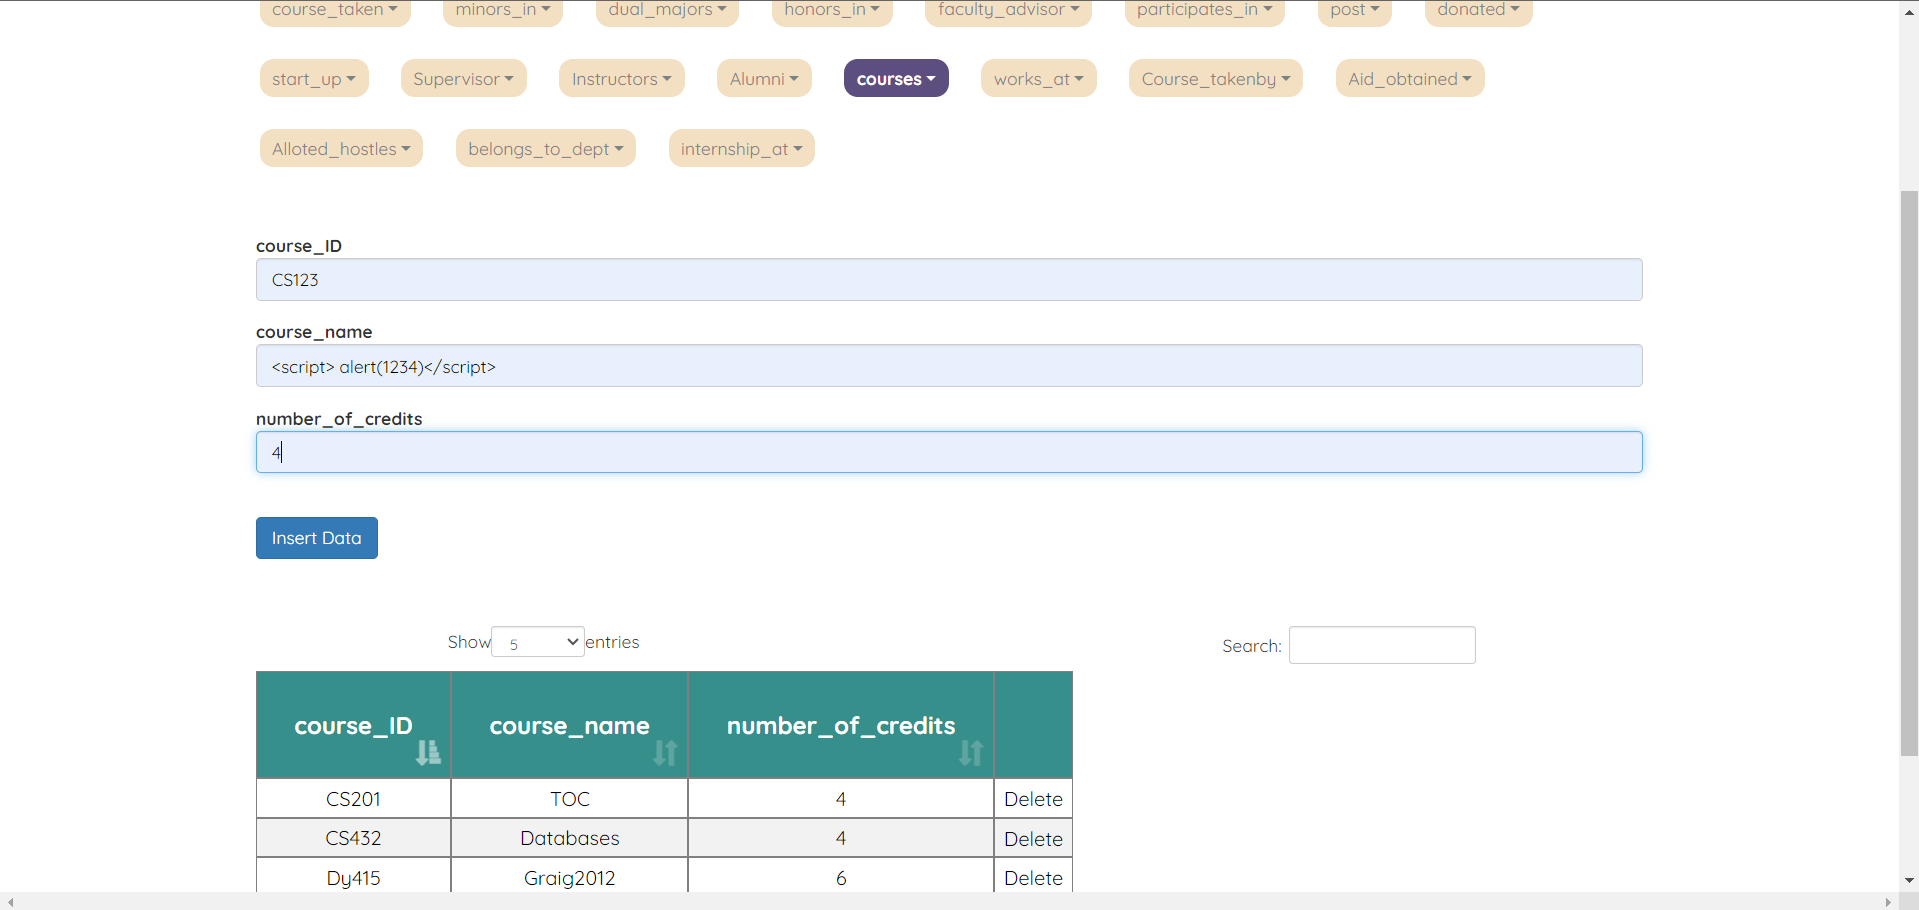 course_taken minors_in dual_majors honors_in faculty_advisor participates_in post donated
start_up Supervisor Instructors Alumni courses works_at Course_takenby Aid_obtained
Alloted_hostles belongs_to_dept internship_at
course_ID
CS123
course_name
<script> alert(1234)</script>
number_of_credits
4
Insert Data
Show 5 entries Search:
course_ID course_name number_of_credits
CS201 TOC 4 Delete
CS432 Databases 4 Delete
Dy415 Graig2012 6 Delete